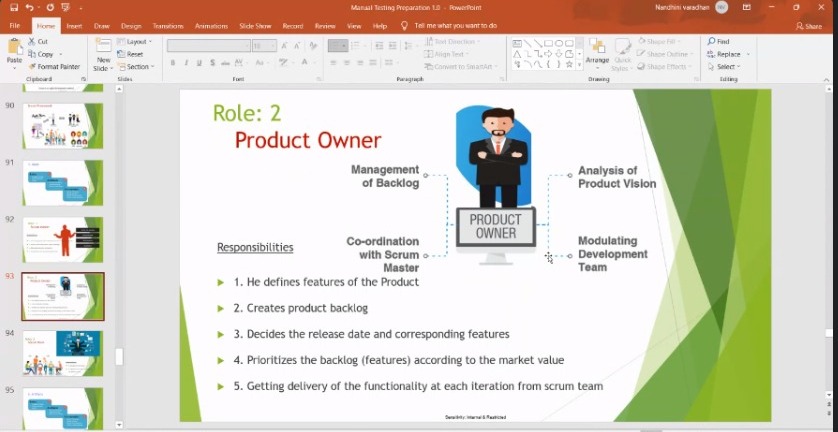 Manual Testing Preparation 1.0 - PowerPoint
Nandhini varadhan
File Home Insert Draw Design Transitions Animations Slide Show Record Review View Help Tell me what you want to do Share
Paste
Cut
Copy
Format Painter
Clipboard
New Slide
Layout
Reset
Section
Slides
Font
Text Direction
Align Text
Convert to SmartArt
Paragraph
Arrange
Quick Styles
Shape Fill
Shape Outline
Shape Effects
Drawing
Find
Replace
Select
Editing
90
91
92
93
94
95
Role: 2
Product Owner
Management
of Backlog
Analysis of
Product Vision
PRODUCT
OWNER
Co-ordination
with Scrum
Master
Modulating
Development
Team
Responsibilities
1. He defines features of the Product
2. Creates product backlog
3. Decides the release date and corresponding features
4. Prioritizes the backlog (features) according to the market value
5. Getting delivery of the functionality at each iteration from scrum team
Sensitivity: Internal & Restricted